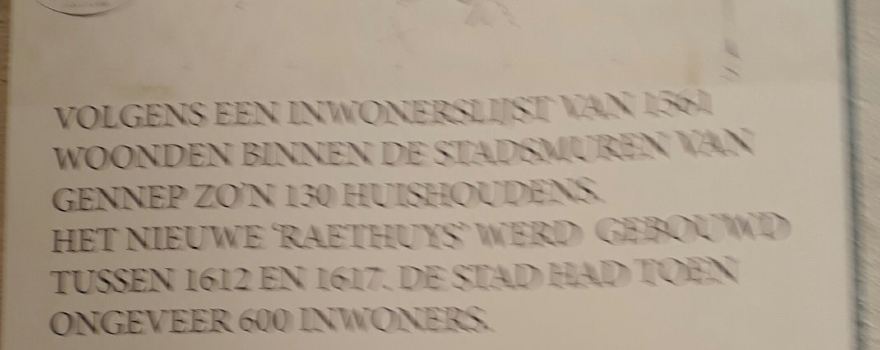 VOLGENS EEN INWONERSLIJST VAN 1561
WOONDEN BINNEN DE STADSMUREN VAN
GENNEP ZO'N 130 HUISHOUDENS.
HET NIEUWE 'RAETHUYS' WERD GEBOUWD
TUSSEN 1612 EN 1617. DE STAD HAD TOEN
ONGEVEER 600 INWONERS.